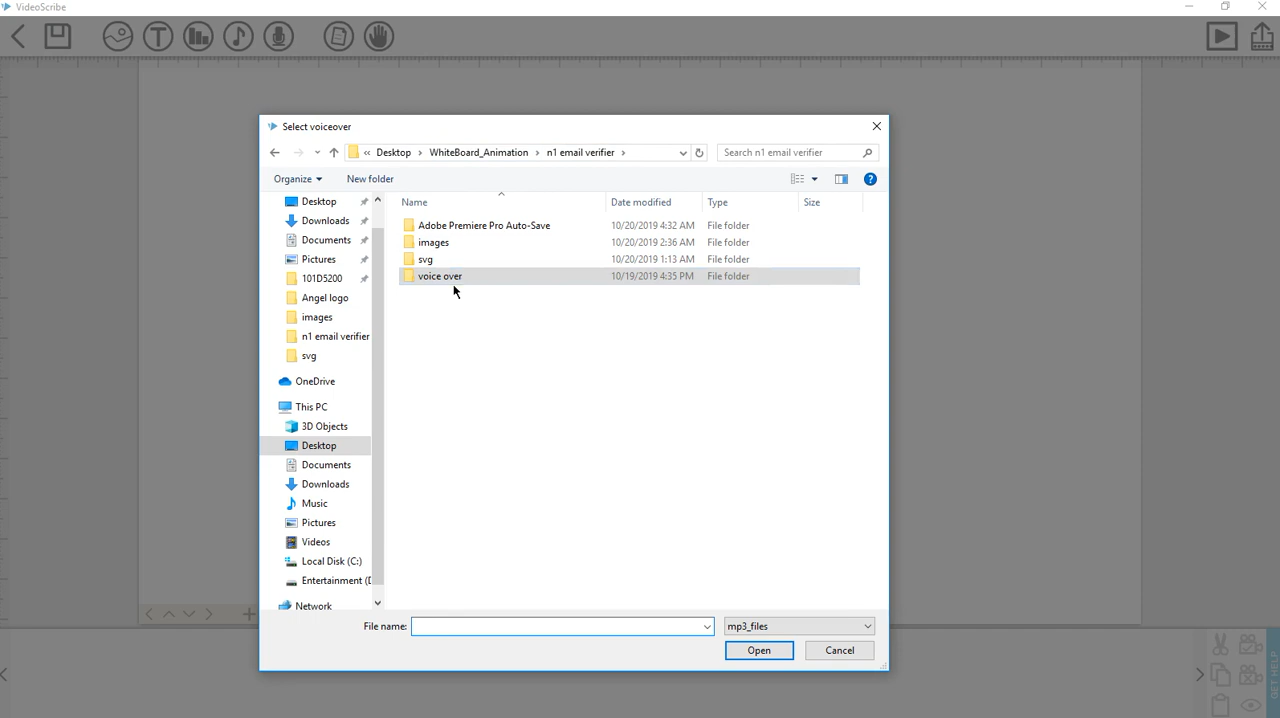 VideoScribe
Select voiceover
« Desktop › WhiteBoard_Animation › n1 email verifier ›
Search n1 email verifier
Organize
New folder
Name Date modified Type Size
Adobe Premiere Pro Auto-Save 10/20/2019 4:32 AM File folder
images 10/20/2019 2:36 AM File folder
svg 10/20/2019 1:13 AM File folder
voice over 10/19/2019 4:35 PM File folder
Desktop
Downloads
Documents
Pictures
101D5200
Angel logo
images
n1 email verifier
svg
OneDrive
This PC
3D Objects
Desktop
Documents
Downloads
Music
Pictures
Videos
Local Disk (C:)
Entertainment (D
Network
File name:
mp3_files
Open
Cancel
GET HELP